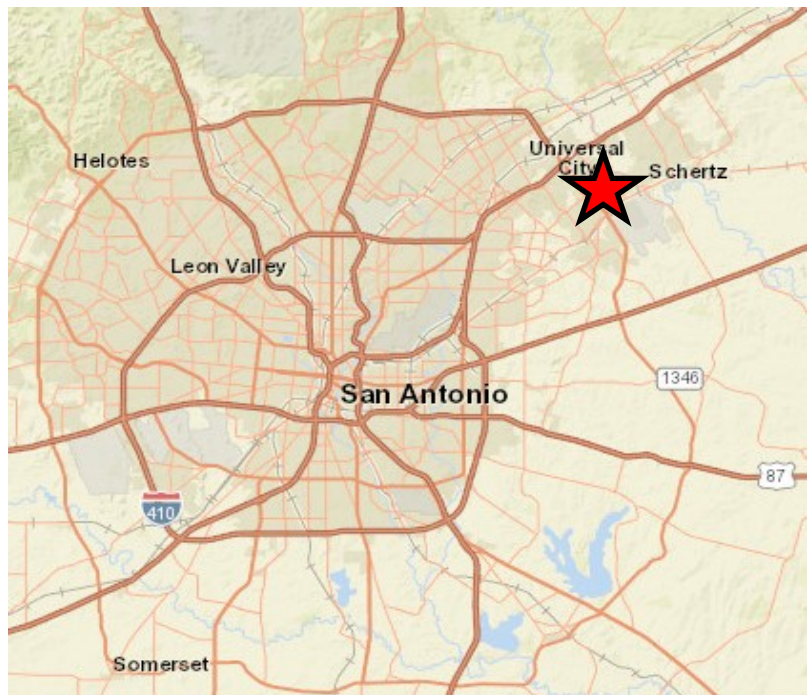 Universal
City
Helotes
Schertz
Leon Valley
1346
San Antonio
87
410
Somerset